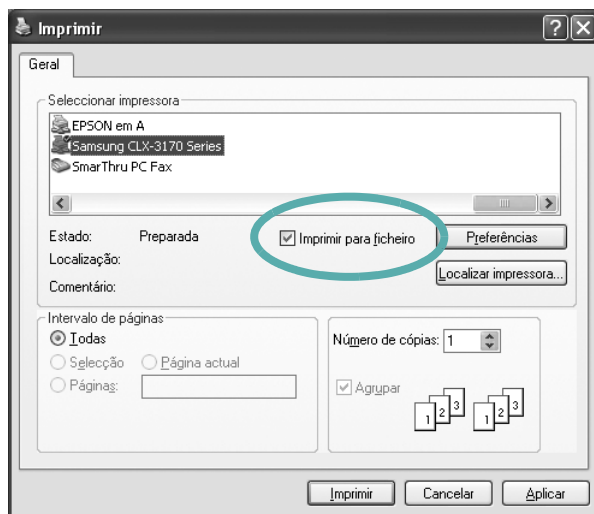 Imprimir
Geral
Seleccionar impressora
EPSON em A
Samsung CLX-3170 Series
SmarThru PC Fax
Estado: Preparada
Imprimir para ficheiro
Preferências
Localização:
Localizar impressora...
Comentário:
Intervalo de páginas
Todas
Selecção Página actual
Páginas:
Número de cópias: 1
Agrupar
1 2 3 1 2 3
Imprimir Cancelar Aplicar